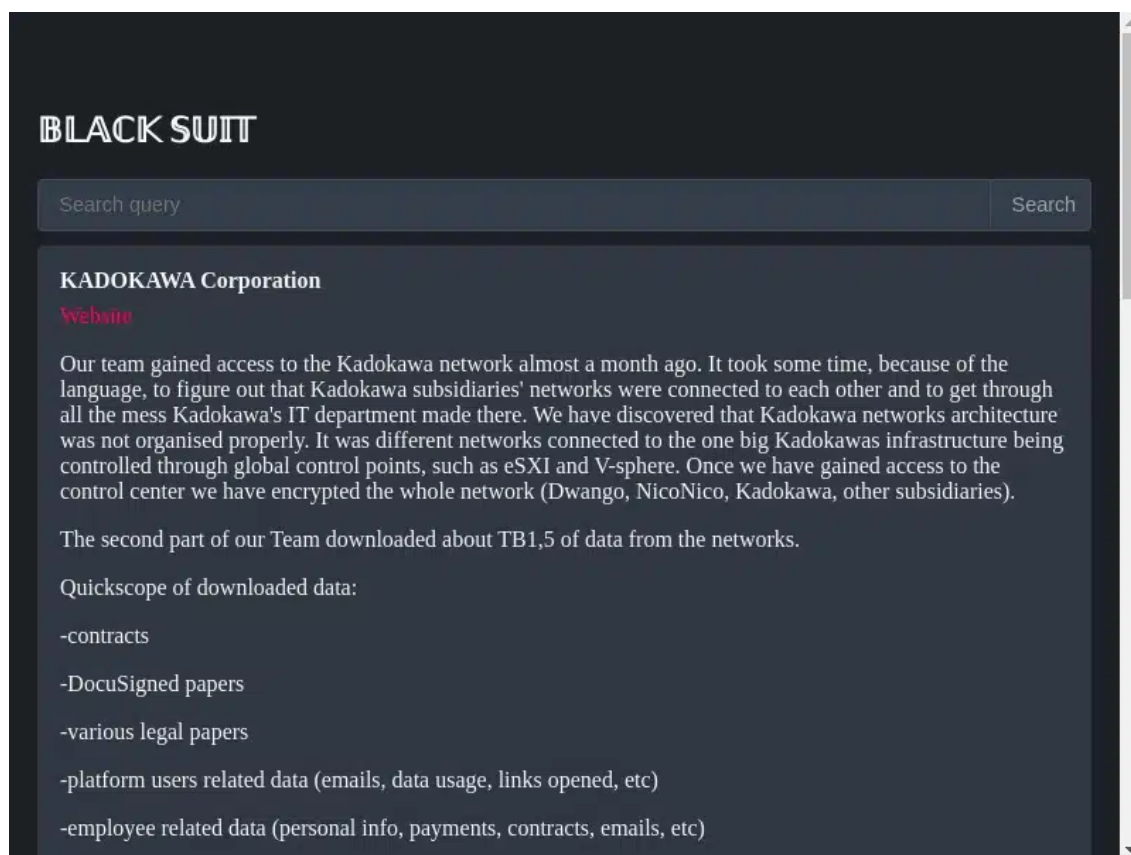 𝔹𝕃𝔸ℂ𝕂 𝕊𝕌𝕀𝕋
Search query
Search
KADOKAWA Corporation
Website
Our team gained access to the Kadokawa network almost a month ago. It took some time, because of the
language, to figure out that Kadokawa subsidiaries' networks were connected to each other and to get through
all the mess Kadokawa's IT department made there. We have discovered that Kadokawa networks architecture
was not organised properly. It was different networks connected to the one big Kadokawas infrastructure being
controlled through global control points, such as eSXI and V-sphere. Once we have gained access to the
control center we have encrypted the whole network (Dwango, NicoNico, Kadokawa, other subsidiaries).
The second part of our Team downloaded about TB1,5 of data from the networks.
Quickscope of downloaded data:
-contracts
-DocuSigned papers
-various legal papers
-platform users related data (emails, data usage, links opened, etc)
-employee related data (personal info, payments, contracts, emails, etc)